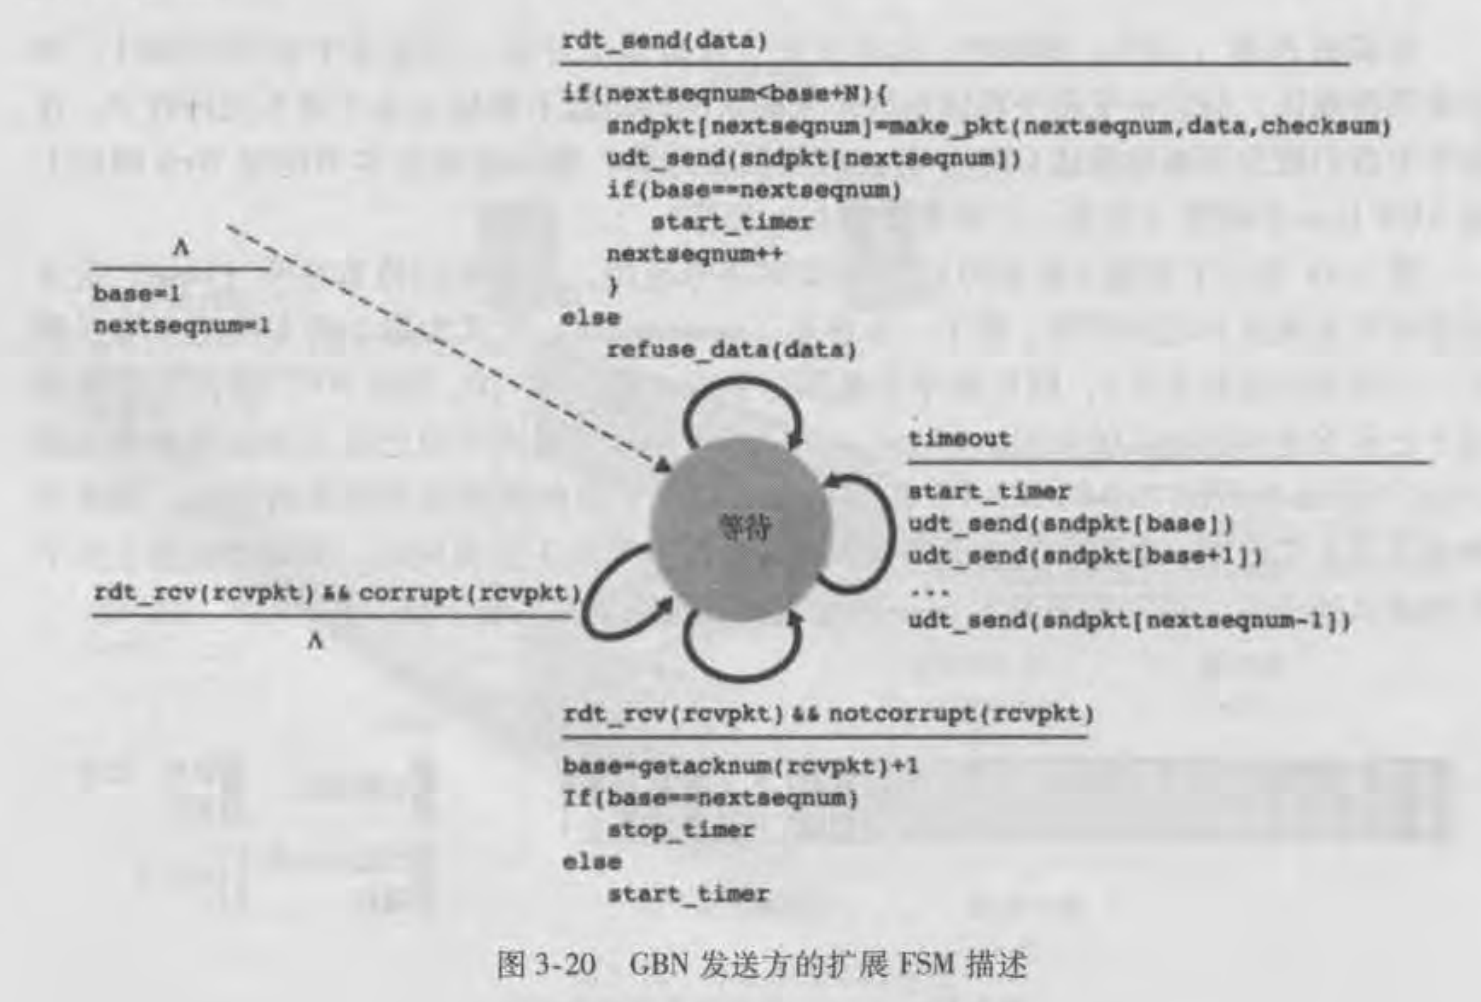 rdt_send(data)
if(nextseqnum<base+N){
sndpkt[nextseqnum]=make_pkt(nextseqnum,data,checksum)
udt_send(sndpkt[nextseqnum])
if(base==nextseqnum)
start_timer
nextseqnum++
}
else
refuse_data(data)
Λ
base=1
nextseqnum=1
等待
timeout
start_timer
udt_send(sndpkt[base])
udt_send(sndpkt[base+1])
...
udt_send(sndpkt[nextseqnum-1])
rdt_rcv(rcvpkt) && corrupt(rcvpkt)
Λ
rdt_rcv(rcvpkt) && notcorrupt(rcvpkt)
base=getacknum(rcvpkt)+1
If(base==nextseqnum)
stop_timer
else
start_timer
图 3-20 GBN 发送方的扩展 FSM 描述